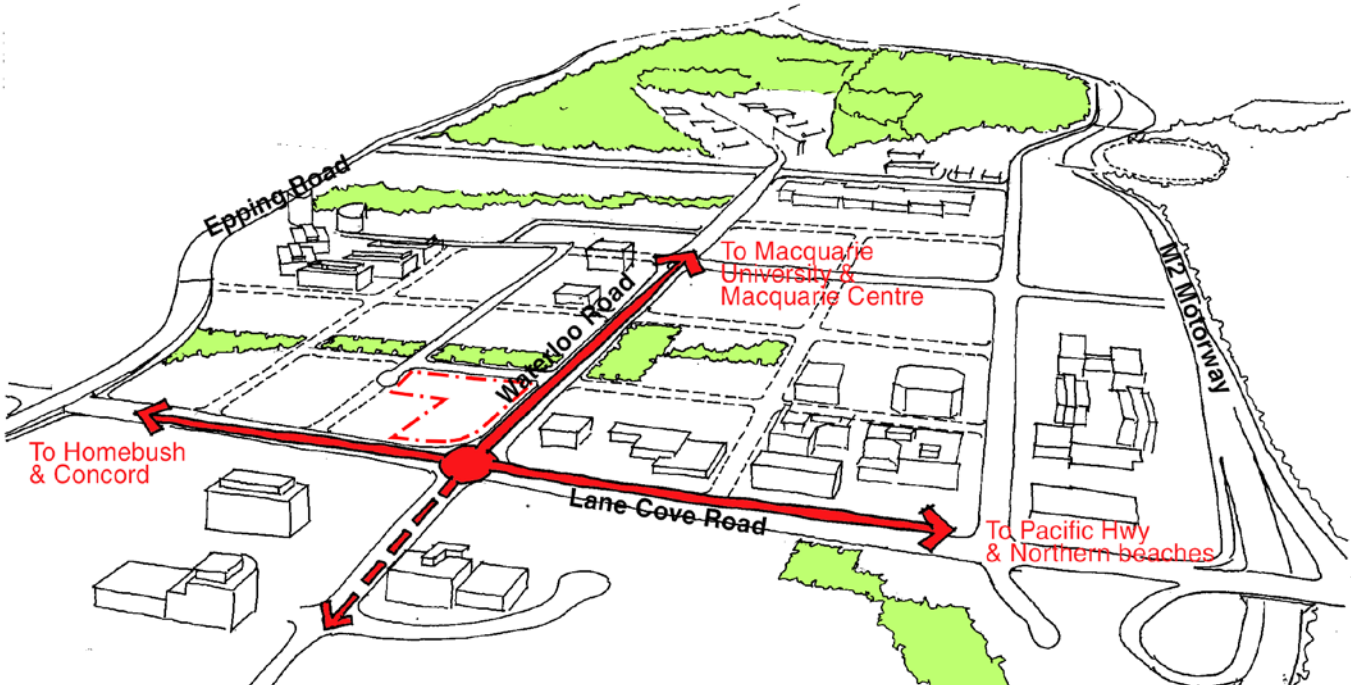 Epping Road
To Macquarie
University &
Macquarie Centre
M2 Motorway
Waterloo Road
To Homebush
& Concord
Lane Cove Road
To Pacific Hwy
& Northern beaches